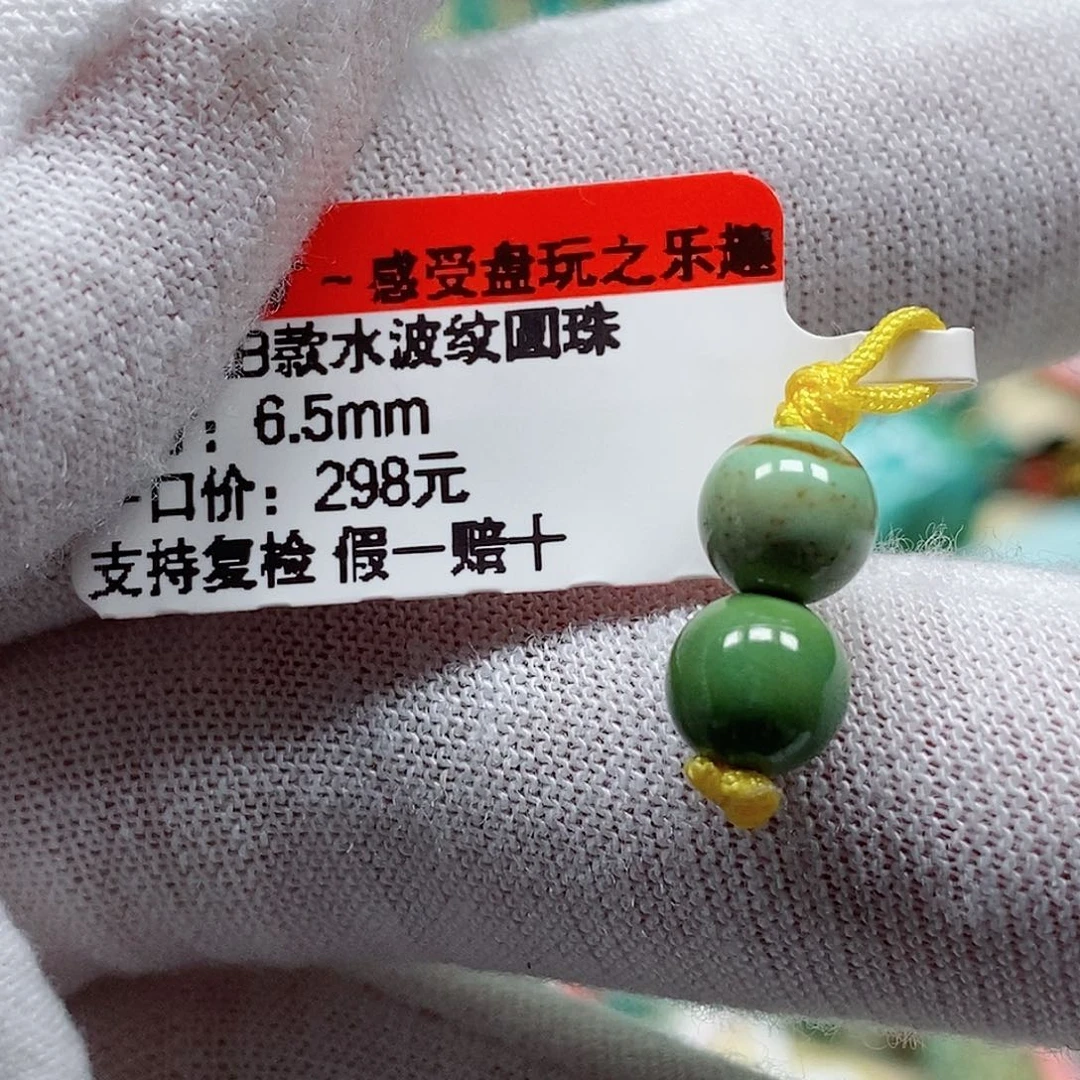 ~感受盘玩之乐趣
款水波纹圆珠
：6.5mm
口价：298元
支持复检 假一赔十